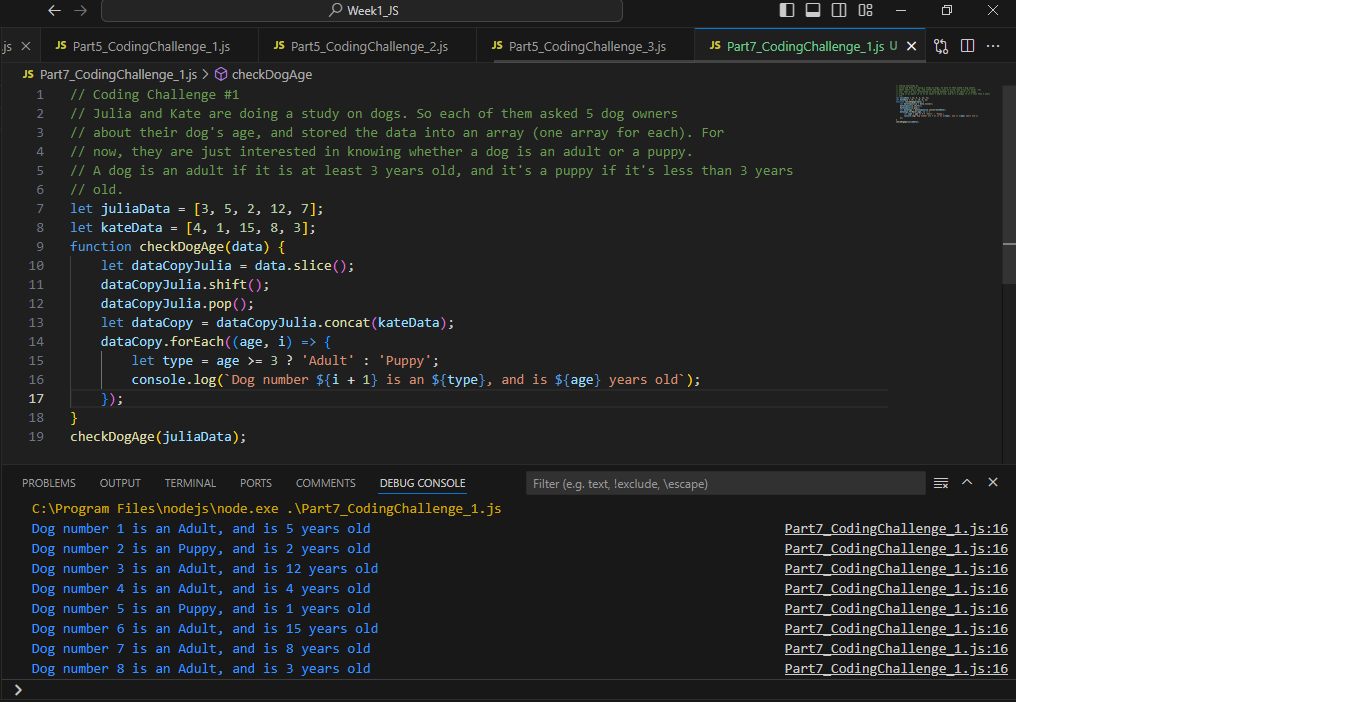 Week1_JS
js
JS Part5_CodingChallenge_1.js
JS Part5_CodingChallenge_2.js
JS Part5_CodingChallenge_3.js
JS Part7_CodingChallenge_1.js U
JS Part7_CodingChallenge_1.js > checkDogAge
1 // Coding Challenge #1
2 // Julia and Kate are doing a study on dogs. So each of them asked 5 dog owners
3 // about their dog's age, and stored the data into an array (one array for each). For
4 // now, they are just interested in knowing whether a dog is an adult or a puppy.
5 // A dog is an adult if it is at least 3 years old, and it's a puppy if it's less than 3 years
6 // old.
7 let juliaData = [3, 5, 2, 12, 7];
8 let kateData = [4, 1, 15, 8, 3];
9 function checkDogAge(data) {
10 let dataCopyJulia = data.slice();
11 dataCopyJulia.shift();
12 dataCopyJulia.pop();
13 let dataCopy = dataCopyJulia.concat(kateData);
14 dataCopy.forEach((age, i) => {
15 let type = age >= 3 ? 'Adult' : 'Puppy';
16 console.log(`Dog number ${i + 1} is an ${type}, and is ${age} years old`);
17 });
18 }
19 checkDogAge(juliaData);
PROBLEMS OUTPUT TERMINAL PORTS COMMENTS DEBUG CONSOLE Filter (e.g. text, !exclude, \escape)
C:\Program Files\nodejs\node.exe .\Part7_CodingChallenge_1.js
Dog number 1 is an Adult, and is 5 years old Part7_CodingChallenge_1.js:16
Dog number 2 is an Puppy, and is 2 years old Part7_CodingChallenge_1.js:16
Dog number 3 is an Adult, and is 12 years old Part7_CodingChallenge_1.js:16
Dog number 4 is an Adult, and is 4 years old Part7_CodingChallenge_1.js:16
Dog number 5 is an Puppy, and is 1 years old Part7_CodingChallenge_1.js:16
Dog number 6 is an Adult, and is 15 years old Part7_CodingChallenge_1.js:16
Dog number 7 is an Adult, and is 8 years old Part7_CodingChallenge_1.js:16
Dog number 8 is an Adult, and is 3 years old Part7_CodingChallenge_1.js:16